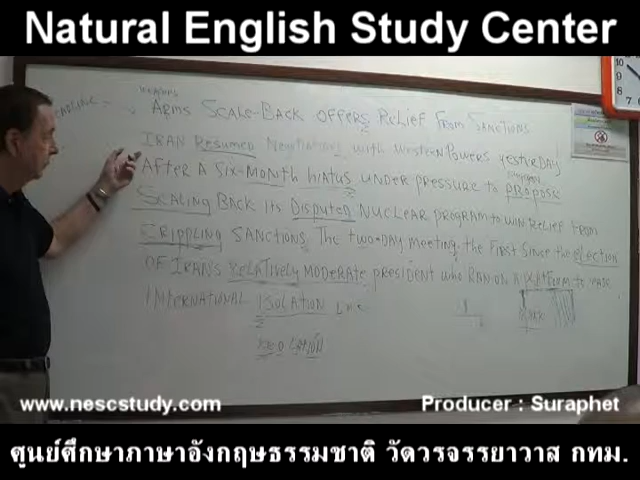 Natural English Study Center
WEAPONS
ARMS SCALE-BACK OFFERS RELIEF FROM SANCTIONS
IRAN RESUMED NEGOTIATIONS WITH WESTERN POWERS YESTERDAY
AFTER A SIX-MONTH HIATUS UNDER PRESSURE TO PROPOSE
SCALING BACK ITS DISPUTED NUCLEAR PROGRAM TO WIN RELIEF FROM
CRIPPLING SANCTIONS. THE TWO-DAY MEETING, THE FIRST SINCE THE ELECTION
OF IRAN'S RELATIVELY MODERATE PRESIDENT WHO RAN ON A PLATFORM TO
INTERNATIONAL ISOLATION
www.nescstudy.com
Producer : Suraphet
ศูนย์ศึกษาภาษาอังกฤษธรรมชาติ วัดวรจรรยาวาส กทม.